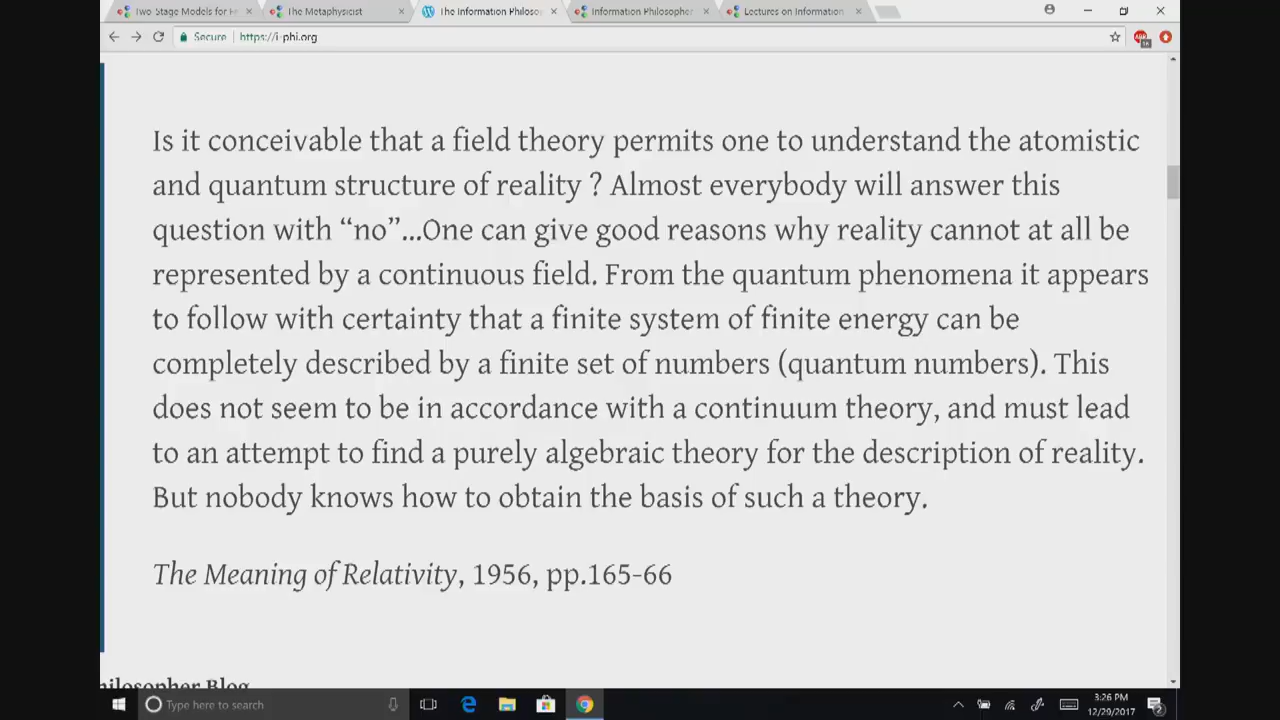 Two-Stage Models for
The Metaphysicist
The Information Philoso
Information Philosopher
Lectures on Information
Secure
https://i-phi.org
Is it conceivable that a field theory permits one to understand the atomistic
and quantum structure of reality ? Almost everybody will answer this
question with “no”...One can give good reasons why reality cannot at all be
represented by a continuous field. From the quantum phenomena it appears
to follow with certainty that a finite system of finite energy can be
completely described by a finite set of numbers (quantum numbers). This
does not seem to be in accordance with a continuum theory, and must lead
to an attempt to find a purely algebraic theory for the description of reality.
But nobody knows how to obtain the basis of such a theory.
The Meaning of Relativity, 1956, pp.165-66
hilosopher Blog
Type here to search
3:26 PM
12/29/2017
2